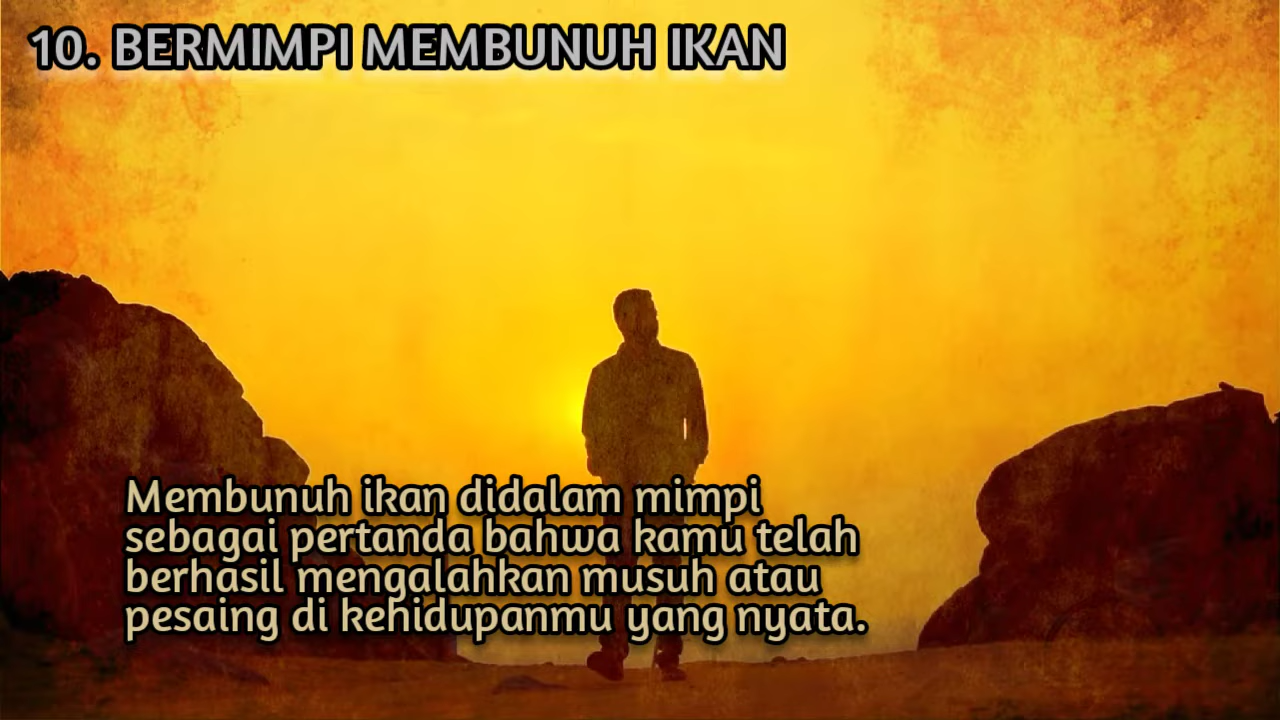 10. BERMIMPI MEMBUNUH IKAN
Membunuh ikan didalam mimpi
sebagai pertanda bahwa kamu telah
berhasil mengalahkan musuh atau
pesaing di kehidupanmu yang nyata.